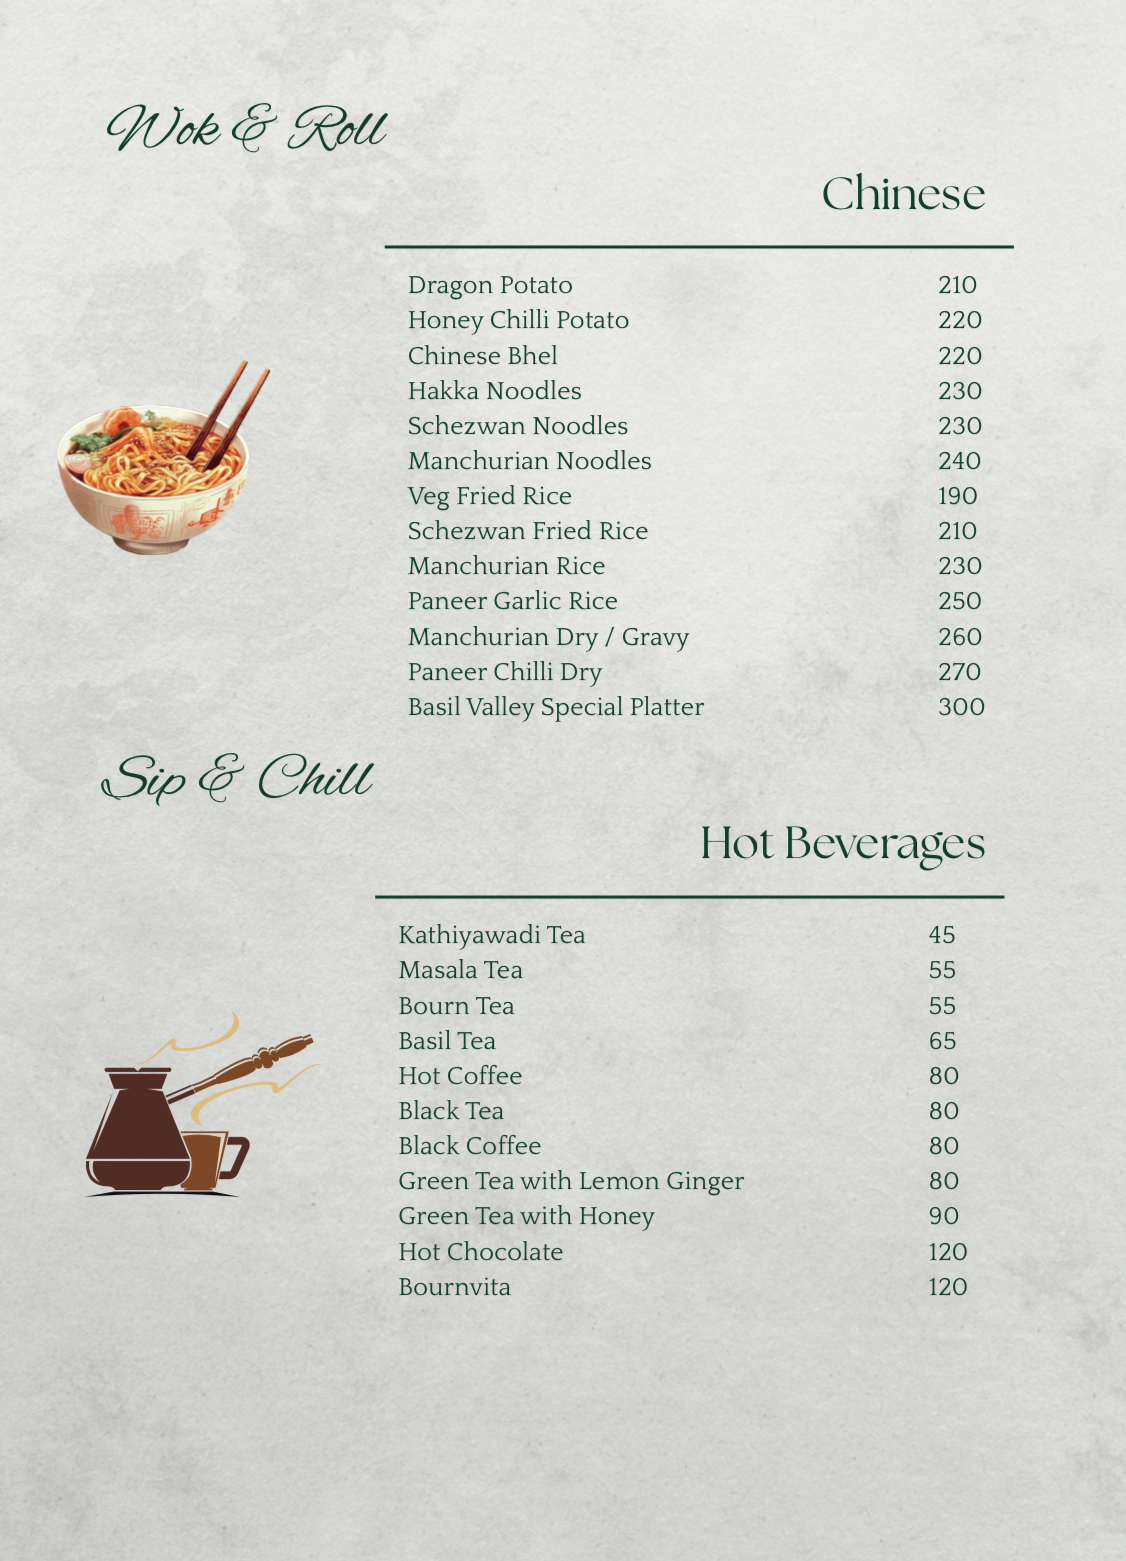 Wok & Roll
Chinese
Dragon Potato 210
Honey Chilli Potato 220
Chinese Bhel 220
Hakka Noodles 230
Schezwan Noodles 230
Manchurian Noodles 240
Veg Fried Rice 190
Schezwan Fried Rice 210
Manchurian Rice 230
Paneer Garlic Rice 250
Manchurian Dry / Gravy 260
Paneer Chilli Dry 270
Basil Valley Special Platter 300
Sip & Chill
Hot Beverages
Kathiyawadi Tea 45
Masala Tea 55
Bourn Tea 55
Basil Tea 65
Hot Coffee 80
Black Tea 80
Black Coffee 80
Green Tea with Lemon Ginger 80
Green Tea with Honey 90
Hot Chocolate 120
Bournvita 120